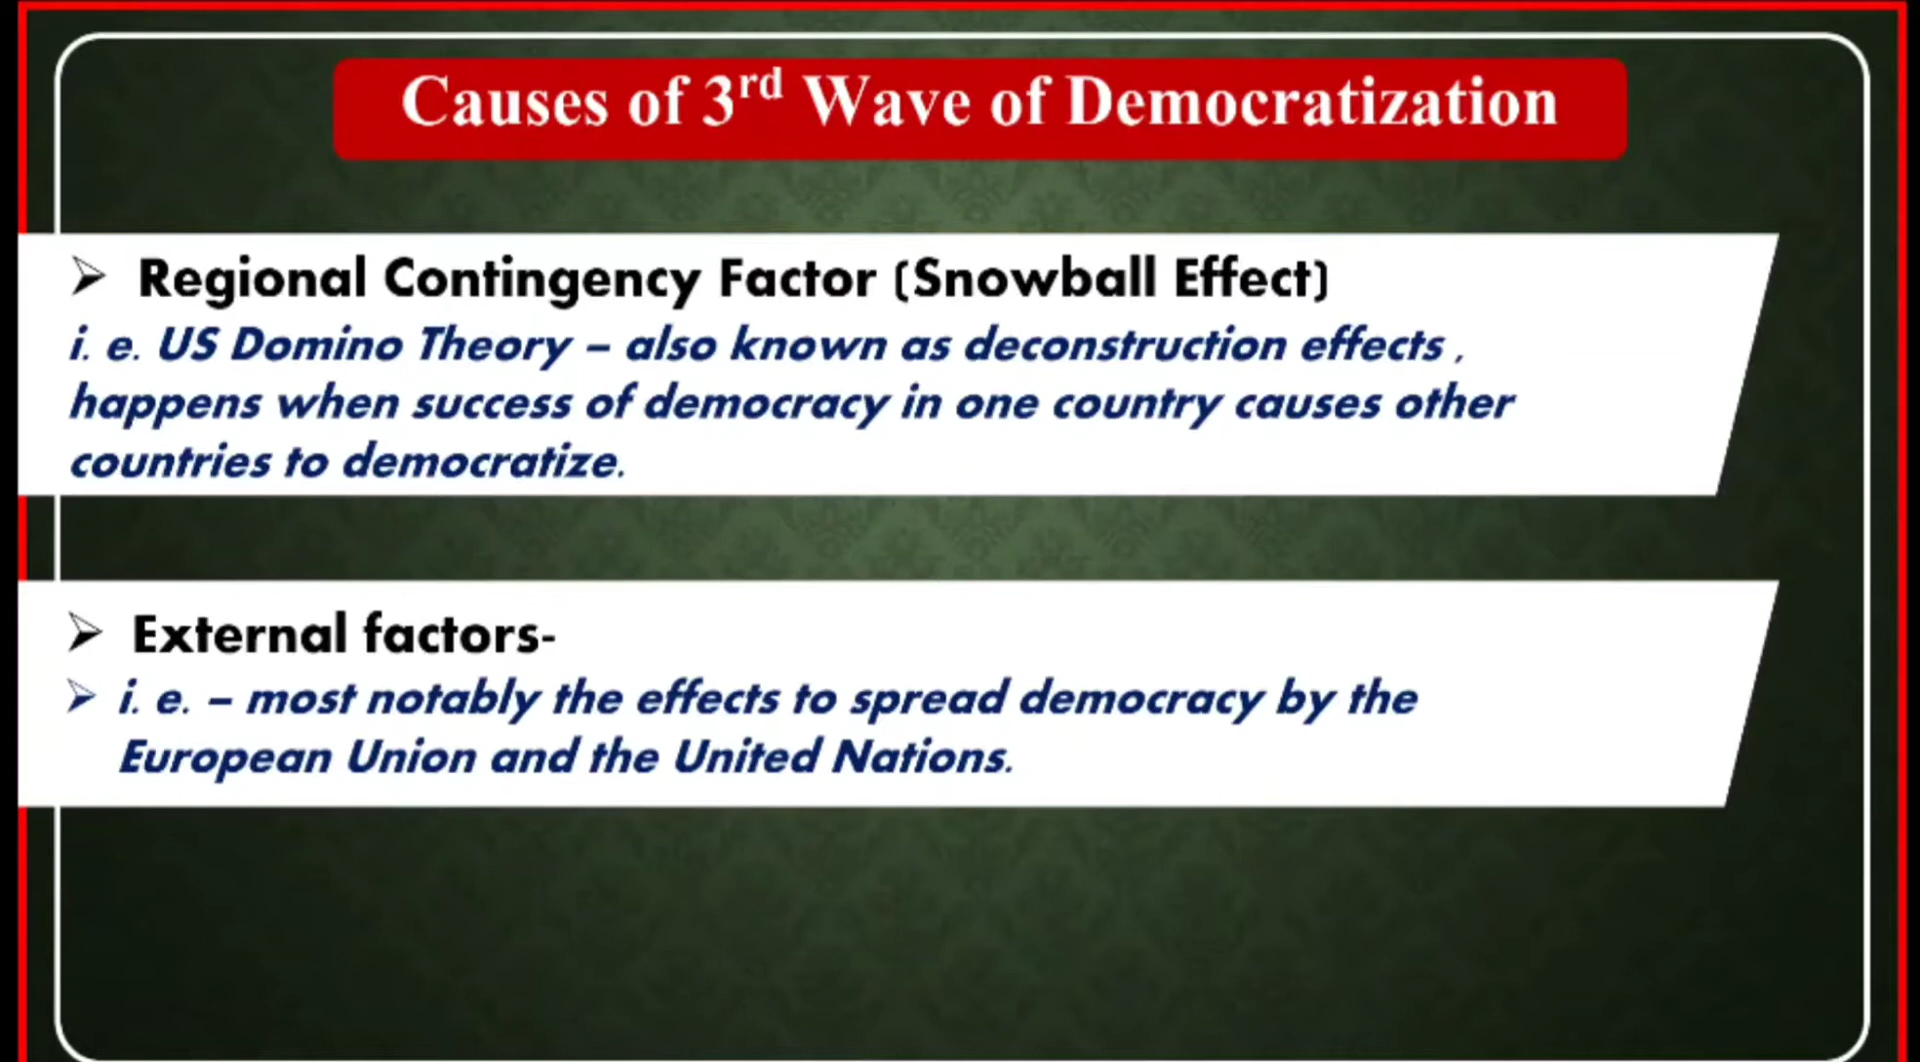 Causes of 3rd Wave of Democratization
➢ Regional Contingency Factor (Snowball Effect)
i. e. US Domino Theory – also known as deconstruction effects ,
happens when success of democracy in one country causes other
countries to democratize.
➢ External factors-
➢ i. e. – most notably the effects to spread democracy by the
European Union and the United Nations.